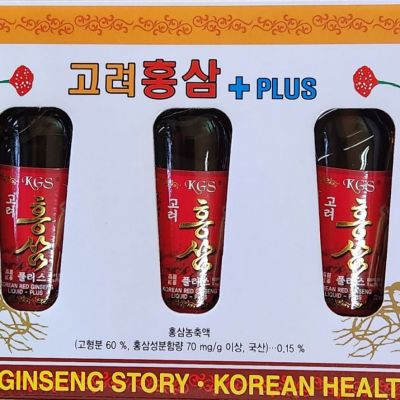 고려홍삼 + PLUS
KGS
고려
홍삼
플러스
KOREAN RED GINSENG
LIQUID - PLUS
KGS
고려
홍삼
플러스
KOREAN RED GINSENG
LIQUID - PLUS
KGS
고려
홍삼
플러스
KOREAN RED GINSENG
LIQUID - PLUS
홍삼농축액
(고형분 60 %, 홍삼성분함량 70 mg/g 이상, 국산)···0.15 %
GINSENG STORY · KOREAN HEALT